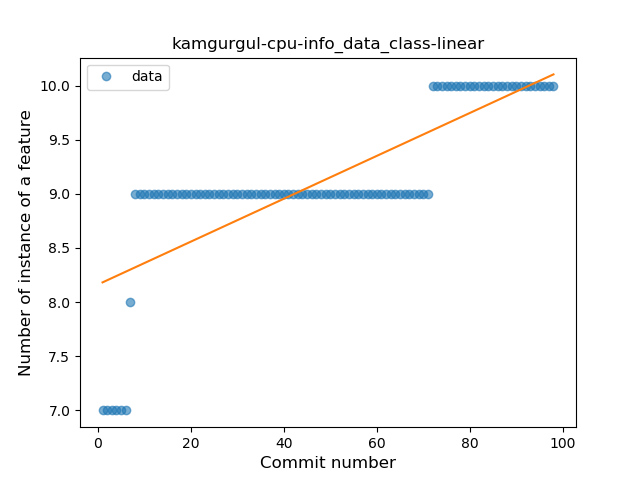 kamgurgul-cpu-info_data_class-linear
data
Number of instance of a feature
10.0
9.5
9.0
8.5
8.0
7.5
7.0
0 20 40 60 80 100
Commit number